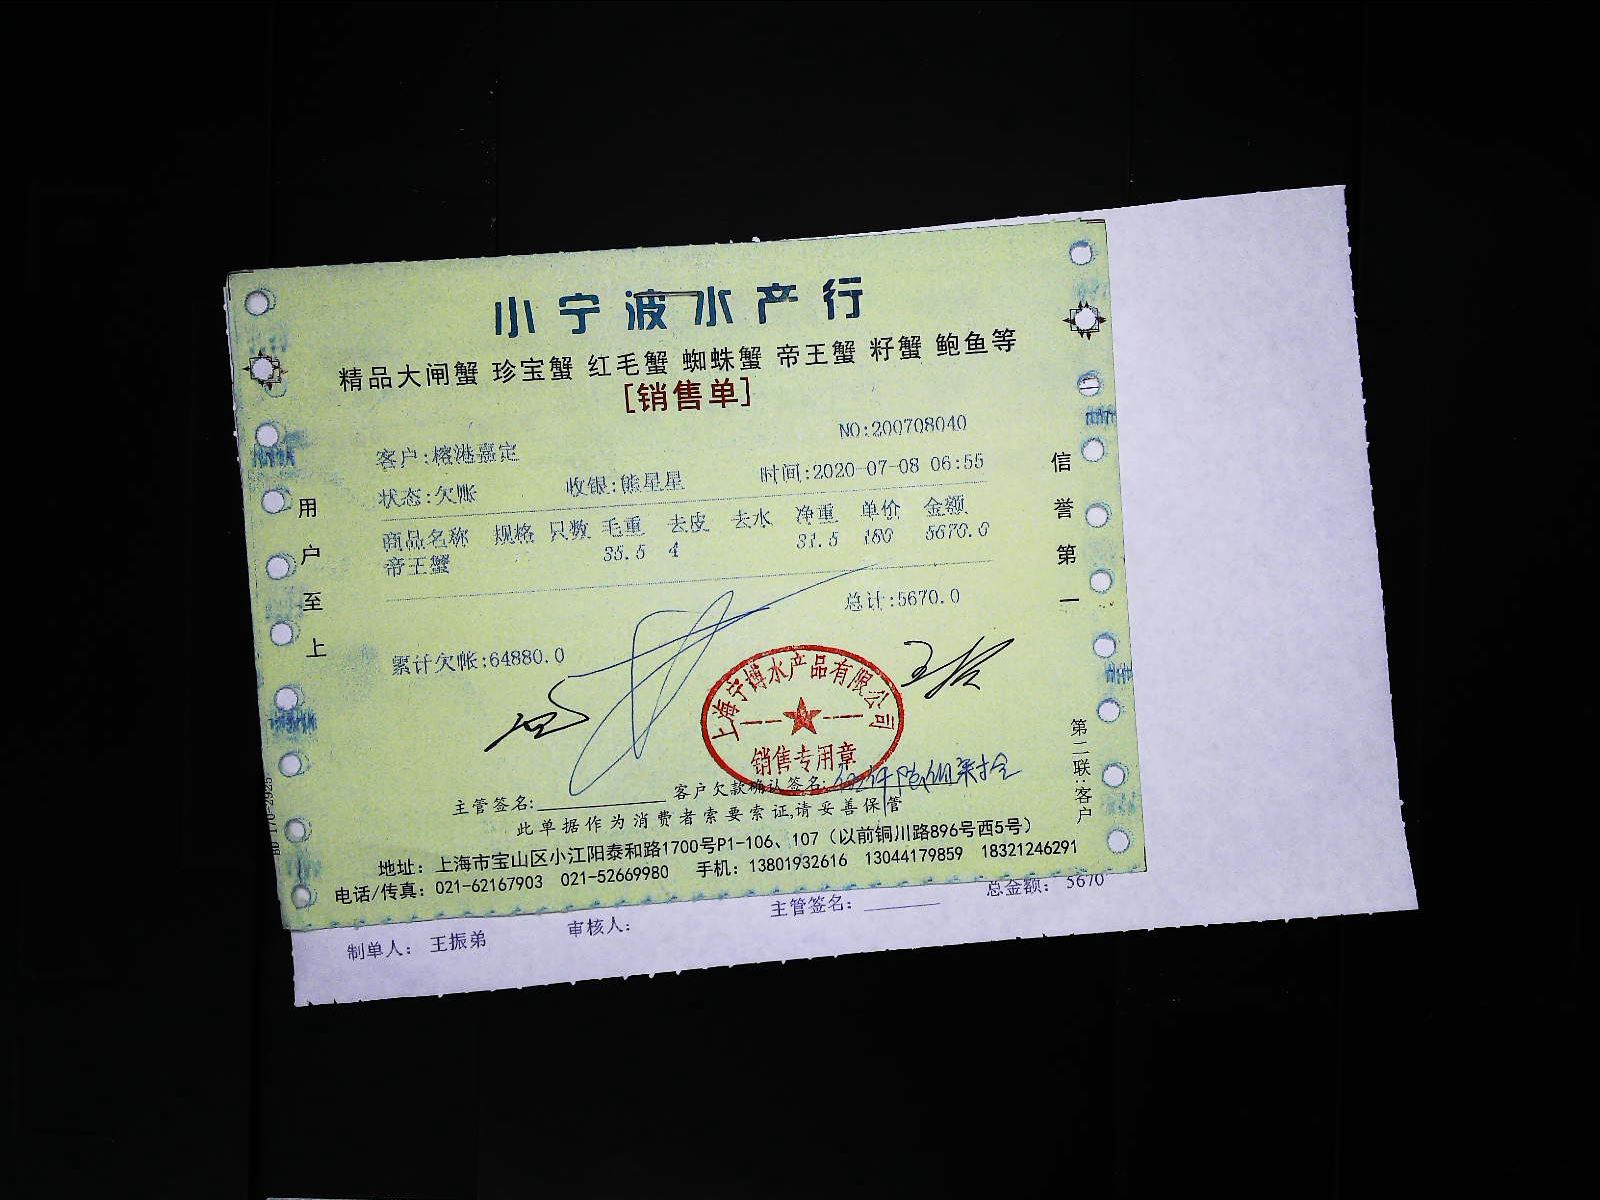 小宁波水产行
精品大闸蟹 珍宝蟹 红毛蟹 蜘蛛蟹 帝王蟹 籽蟹 鲍鱼等
[销售单]
NO:200708040
客户:榕港嘉定
状态:欠账 收银:熊星星 时间:2020-07-08 06:55
商品名称 规格 只数 毛重 去皮 去水 净重 单价 金额
帝王蟹 35.5 4 31.5 180 5670.0
总计:5670.0
累计欠帐:64880.0
用户至上
信誉第一
第二联:客户
上海宁搏水产品有限公司
销售专用章
主管签名: 客户欠款确认签名:
此单据作为消费者索要索证,请妥善保管
地址：上海市宝山区小江阳泰和路1700号P1-106、107（以前铜川路896号西5号）
电话/传真：021-62167903 021-52669980 手机：13801932616 13044179859 18321246291
制单人： 王振弟 审核人： 主管签名： 总金额： 5670